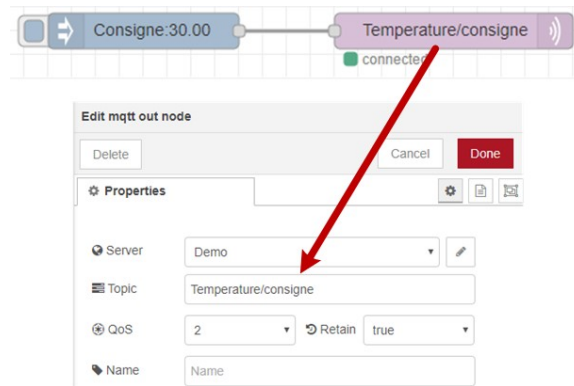 Consigne:30.00 Temperature/consigne
connected
Edit mqtt out node
Delete Cancel Done
Properties
Server Demo
Topic Temperature/consigne
QoS 2 Retain true
Name Name